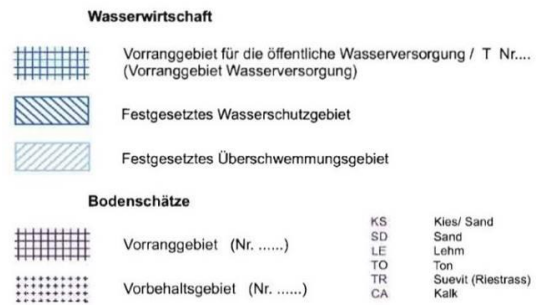 Wasserwirtschaft
Vorranggebiet für die öffentliche Wasserversorgung / T Nr....
(Vorranggebiet Wasserversorgung)
Festgesetztes Wasserschutzgebiet
Festgesetztes Überschwemmungsgebiet
Bodenschätze
Vorranggebiet (Nr. ......)
Vorbehaltsgebiet (Nr. ......)
KS Kies/ Sand
SD Sand
LE Lehm
TO Ton
TR Suevit (Riestrass)
CA Kalk